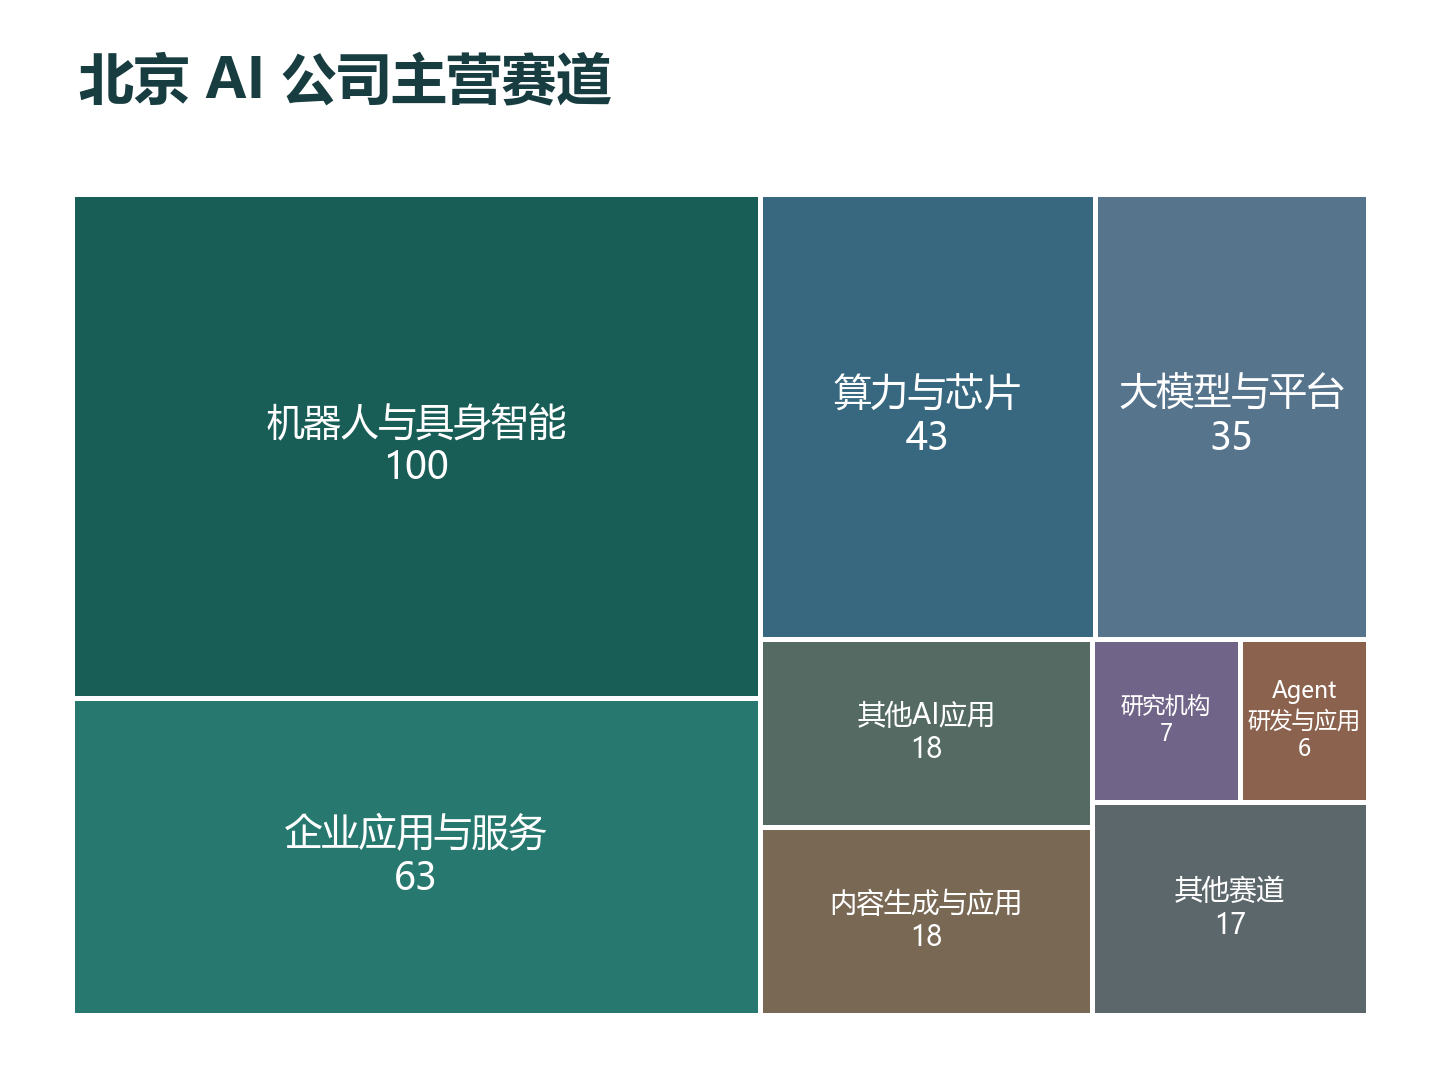 北京 AI 公司主营赛道
机器人与具身智能
100
企业应用与服务
63
算力与芯片
43
大模型与平台
35
其他AI应用
18
内容生成与应用
18
研究机构
7
Agent
研发与应用
6
其他赛道
17